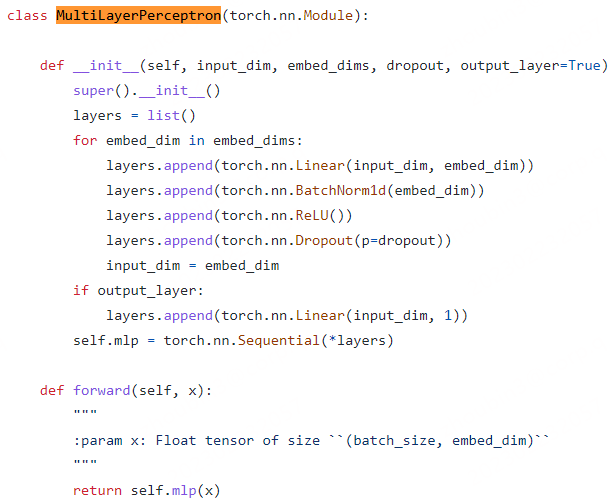 class MultiLayerPerceptron(torch.nn.Module):
    def __init__(self, input_dim, embed_dims, dropout, output_layer=True)
        super().__init__()
        layers = list()
        for embed_dim in embed_dims:
            layers.append(torch.nn.Linear(input_dim, embed_dim))
            layers.append(torch.nn.BatchNorm1d(embed_dim))
            layers.append(torch.nn.ReLU())
            layers.append(torch.nn.Dropout(p=dropout))
            input_dim = embed_dim
        if output_layer:
            layers.append(torch.nn.Linear(input_dim, 1))
        self.mlp = torch.nn.Sequential(*layers)
    def forward(self, x):
        """
        :param x: Float tensor of size ``(batch_size, embed_dim)``
        """
        return self.mlp(x)